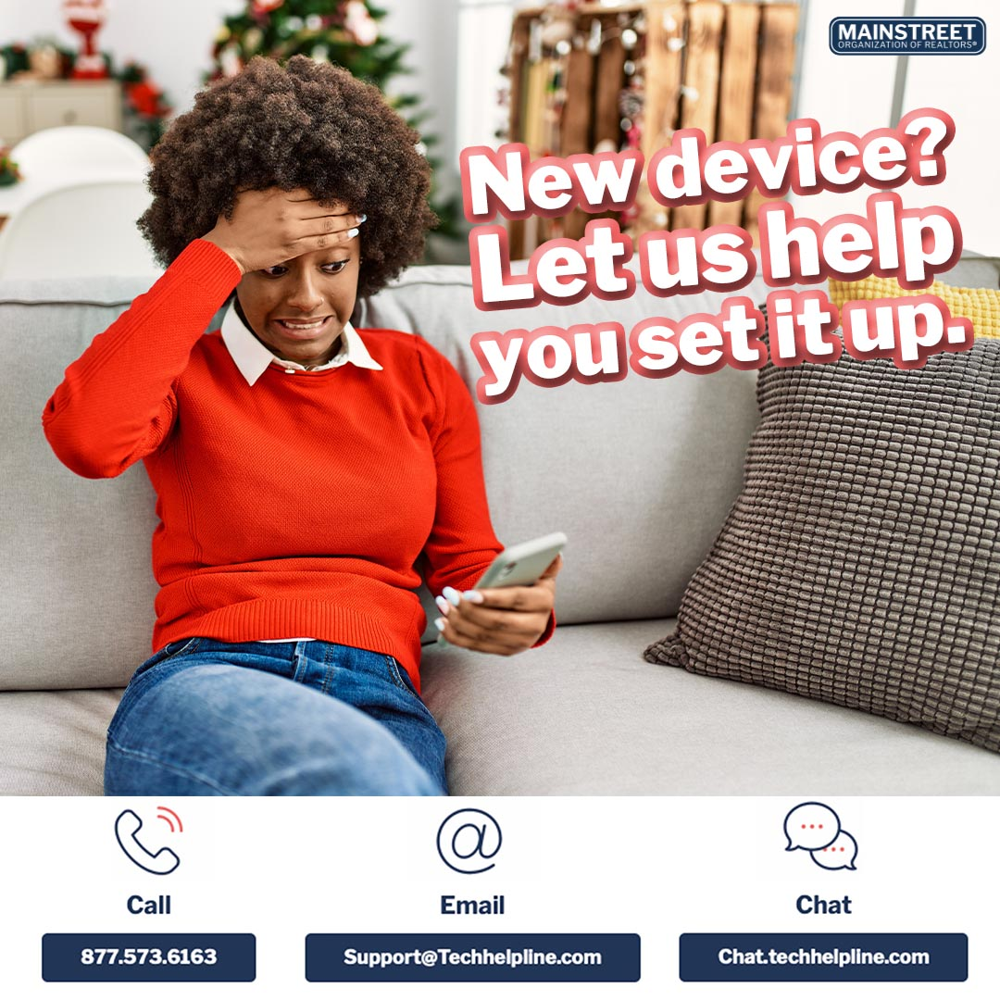 MAINSTREET
ORGANIZATION OF REALTORS®
New device?
Let us help
you set it up.
Call
Email
Chat
877.573.6163
Support@Techhelpline.com
Chat.techhelpline.com